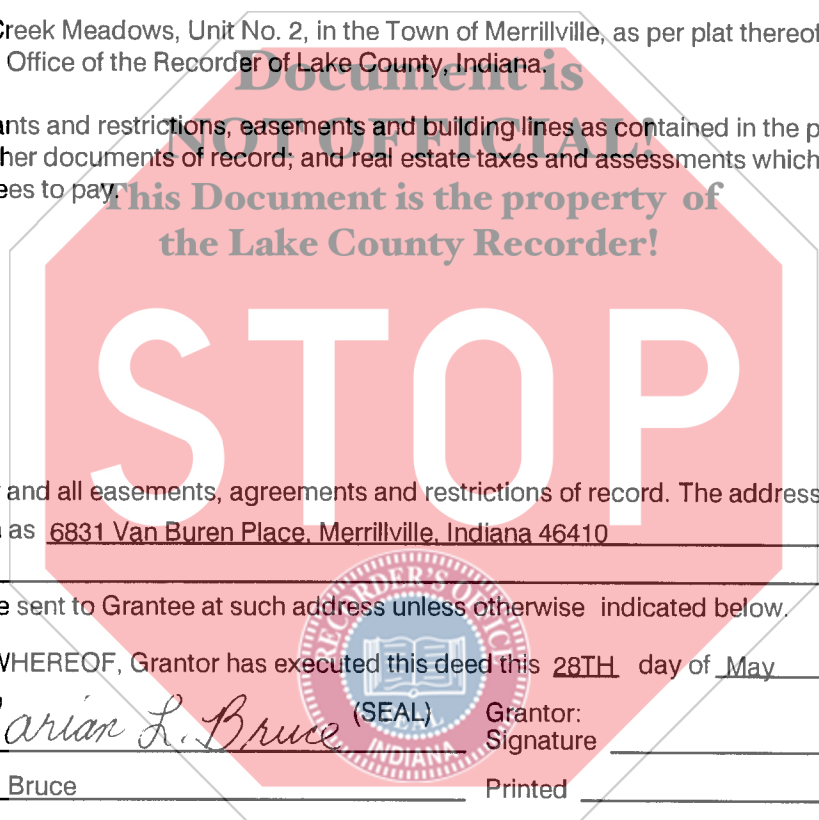 Creek Meadows, Unit No. 2, in the Town of Merrillville, as per plat thereof
Office of the Recorder of Lake County, Indiana.
Document is
ants and restrictions, easements and building lines as contained in the p
NOT OFFICIAL!
her documents of record; and real estate taxes and assessments which
ees to pay.
This Document is the property of
the Lake County Recorder!
STOP
and all easements, agreements and restrictions of record. The address
as 6831 Van Buren Place, Merrillville, Indiana 46410
e sent to Grantee at such address unless otherwise indicated below.
WHEREOF, Grantor has executed this deed this 28TH day of May
arian L. Bruce (SEAL) Grantor:
Signature
Bruce Printed
RECORDER'S OFFICE
SEAL
INDIANA